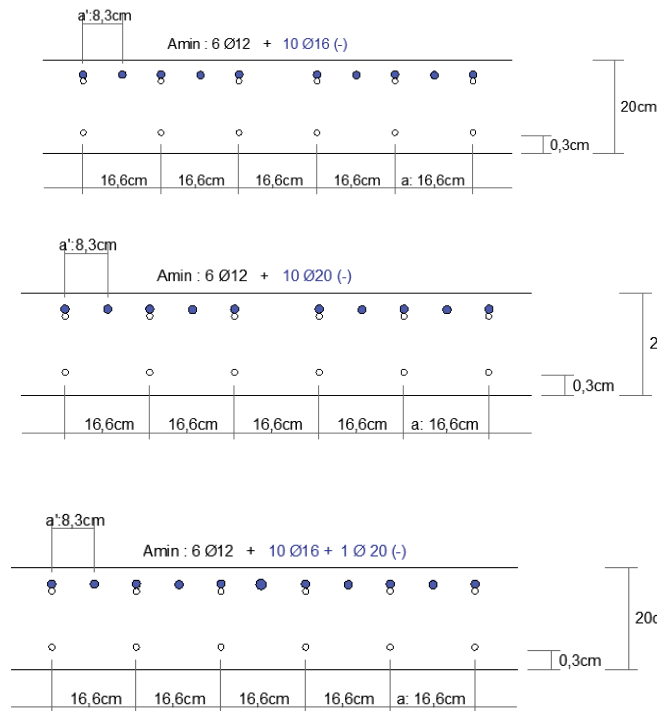 a':8,3cm
Amin : 6 Ø12 + 10 Ø16 (-)
20cm
0,3cm
16,6cm 16,6cm 16,6cm 16,6cm a: 16,6cm
a':8,3cm
Amin : 6 Ø12 + 10 Ø20 (-)
2
0,3cm
16,6cm 16,6cm 16,6cm 16,6cm a: 16,6cm
a':8,3cm
Amin : 6 Ø12 + 10 Ø16 + 1 Ø 20 (-)
20c
0,3cm
16,6cm 16,6cm 16,6cm 16,6cm a: 16,6cm